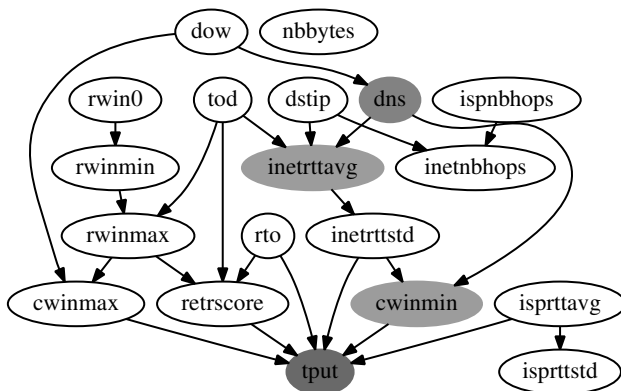 dow nbbytes
rwin0 tod dstip dns ispnbhops
rwinmin inetrttavg inetnbhops
rwinmax rto inetrttstd
cwinmax retrscore cwinmin isprttavg
tput isprttstd